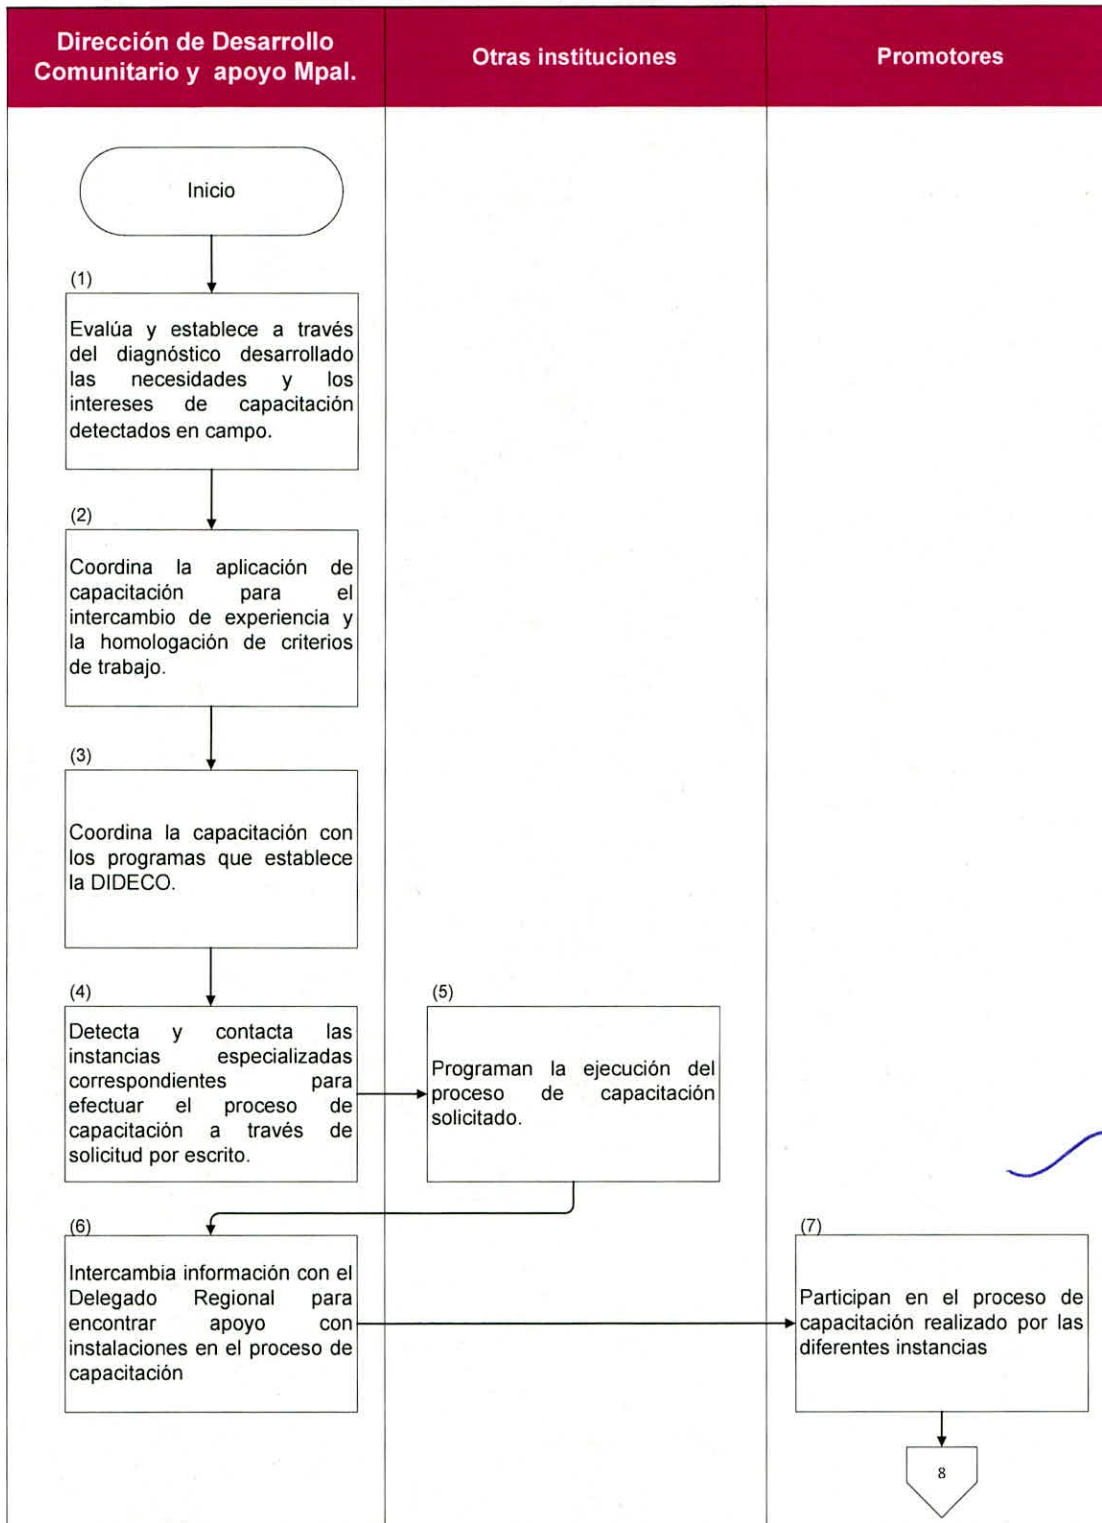 Dirección de Desarrollo
Comunitario y apoyo Mpal.
Otras instituciones
Promotores
Inicio
(1)
Evalúa y establece a través
del diagnóstico desarrollado
las necesidades y los
intereses de capacitación
detectados en campo.
(2)
Coordina la aplicación de
capacitación para el
intercambio de experiencia y
la homologación de criterios
de trabajo.
(3)
Coordina la capacitación con
los programas que establece
la DIDECO.
(4)
Detecta y contacta las
instancias especializadas
correspondientes para
efectuar el proceso de
capacitación a través de
solicitud por escrito.
(5)
Programan la ejecución del
proceso de capacitación
solicitado.
(6)
Intercambia información con el
Delegado Regional para
encontrar apoyo con
instalaciones en el proceso de
capacitación
(7)
Participan en el proceso de
capacitación realizado por las
diferentes instancias
8